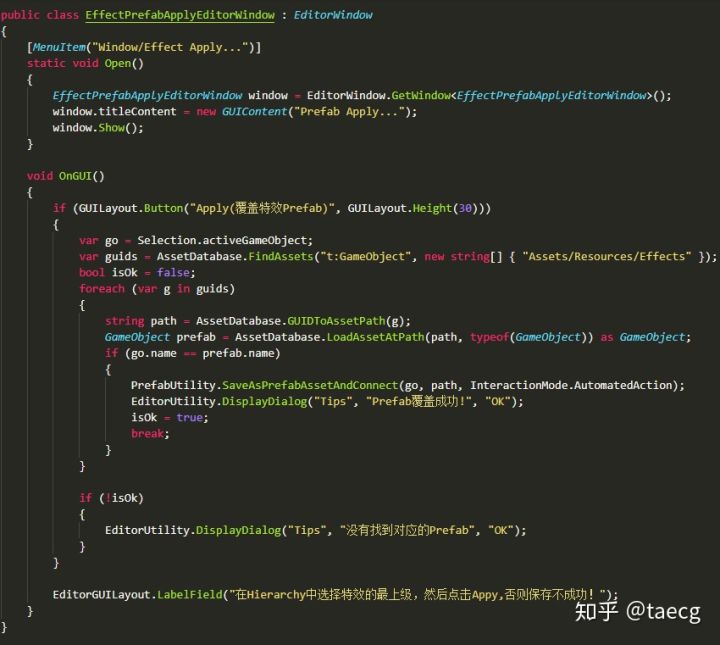 public class EffectPrefabApplyEditorWindow : EditorWindow
{
    [MenuItem("Window/Effect Apply...")]
    static void Open()
    {
        EffectPrefabApplyEditorWindow window = EditorWindow.GetWindow<EffectPrefabApplyEditorWindow>();
        window.titleContent = new GUIContent("Prefab Apply...");
        window.Show();
    }

    void OnGUI()
    {
        if (GUILayout.Button("Apply(覆盖特效Prefab)", GUILayout.Height(30)))
        {
            var go = Selection.activeGameObject;
            var guids = AssetDatabase.FindAssets("t:GameObject", new string[] { "Assets/Resources/Effects" });
            bool isOk = false;
            foreach (var g in guids)
            {
                string path = AssetDatabase.GUIDToAssetPath(g);
                GameObject prefab = AssetDatabase.LoadAssetAtPath(path, typeof(GameObject)) as GameObject;
                if (go.name == prefab.name)
                {
                    PrefabUtility.SaveAsPrefabAssetAndConnect(go, path, InteractionMode.AutomatedAction);
                    EditorUtility.DisplayDialog("Tips", "Prefab覆盖成功!", "OK");
                    isOk = true;
                    break;
                }
            }

            if (!isOk)
            {
                EditorUtility.DisplayDialog("Tips", "没有找到对应的Prefab", "OK");
            }
        }

        EditorGUILayout.LabelField("在Hierarchy中选择特效的最上级，然后点击Appy,否则保存不成功！");
    }
}
知乎 @taecg